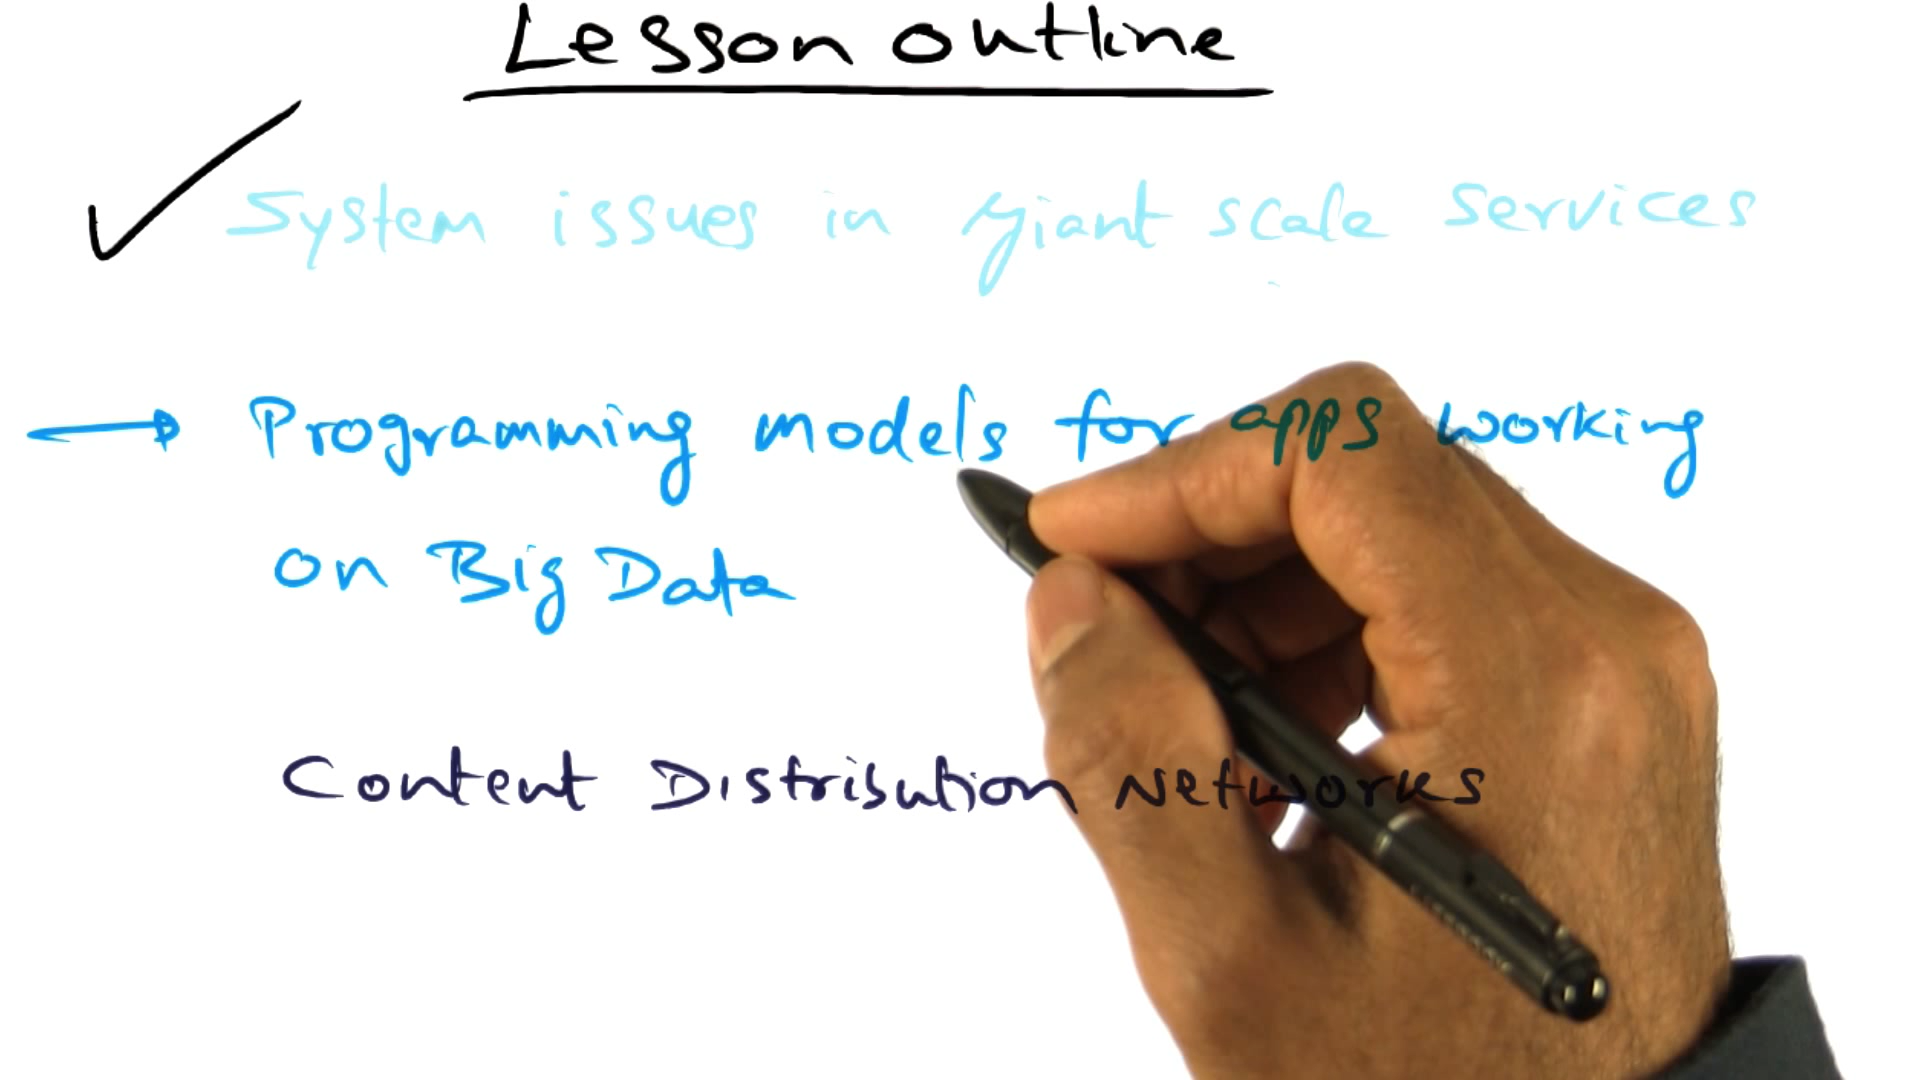 Lesson outline
System issues in giant scale services
Programming models for apps working
on Big Data
Content Distribution Networks